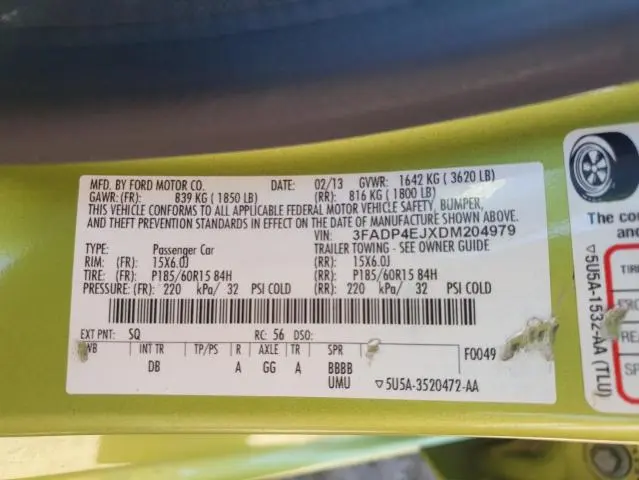 MFD. BY FORD MOTOR CO. DATE: 02/13 GVWR: 1642 KG ( 3620 LB)
GAWR: (FR): 839 KG ( 1850 LB) (RR): 816 KG ( 1800 LB)
THIS VEHICLE CONFORMS TO ALL APPLICABLE FEDERAL MOTOR VEHICLE SAFETY, BUMPER,
AND THEFT PREVENTION STANDARDS IN EFFECT ON THE DATE OF MANUFACTURE SHOWN ABOVE.
VIN: 3FADP4EJXDM204979
TYPE: Passenger Car TRAILER TOWING - SEE OWNER GUIDE
RIM: (FR): 15X6.0J (RR): 15X6.0J
TIRE: (FR): P185/60R15 84H (RR): P185/60R15 84H
PRESSURE: (FR): 220 kPa/ 32 PSI COLD (RR): 220 kPa/ 32 PSI COLD
EXT PNT: SQ RC: 56 DSO:
WB INT TR TP/PS R AXLE TR SPR F0049
DB A GG A BBBB
UMU ▽5U5A-3520472-AA
▽5U5A-1532-AA (TLU)
The co
accesso
TIR
FRO
REA
SP